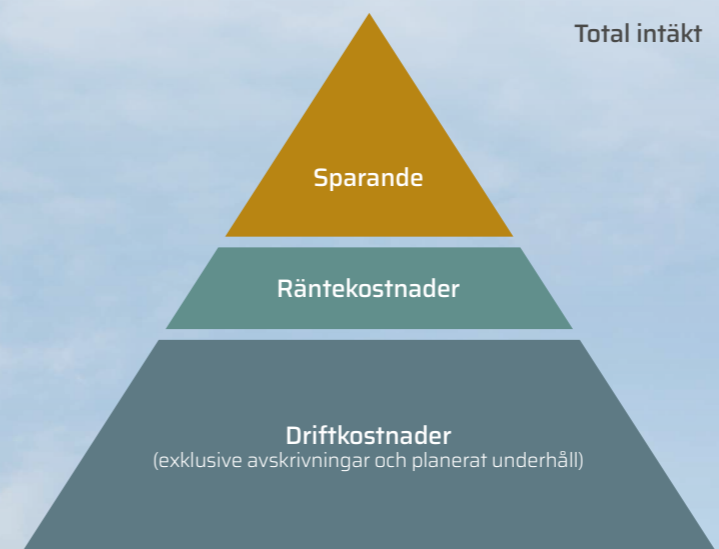 Total intäkt
Sparande
Räntekostnader
Driftkostnader
(exklusive avskrivningar och planerat underhåll)